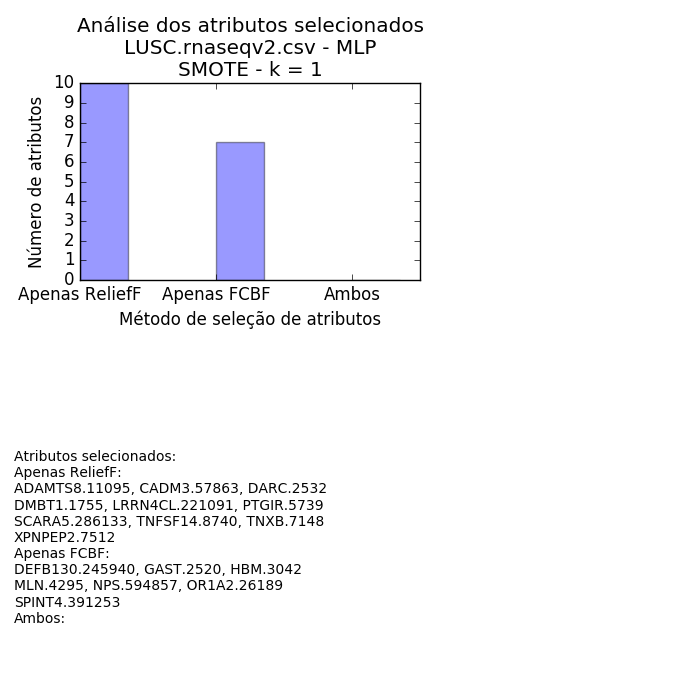 Análise dos atributos selecionados
LUSC.rnaseqv2.csv - MLP
SMOTE - k = 1
10
9
8
7
6
5
4
3
2
1
0
Número de atributos
Apenas ReliefF
Apenas FCBF
Ambos
Método de seleção de atributos
Atributos selecionados:
Apenas ReliefF:
ADAMTS8.11095, CADM3.57863, DARC.2532
DMBT1.1755, LRRN4CL.221091, PTGIR.5739
SCARA5.286133, TNFSF14.8740, TNXB.7148
XPNPEP2.7512
Apenas FCBF:
DEFB130.245940, GAST.2520, HBM.3042
MLN.4295, NPS.594857, OR1A2.26189
SPINT4.391253
Ambos: